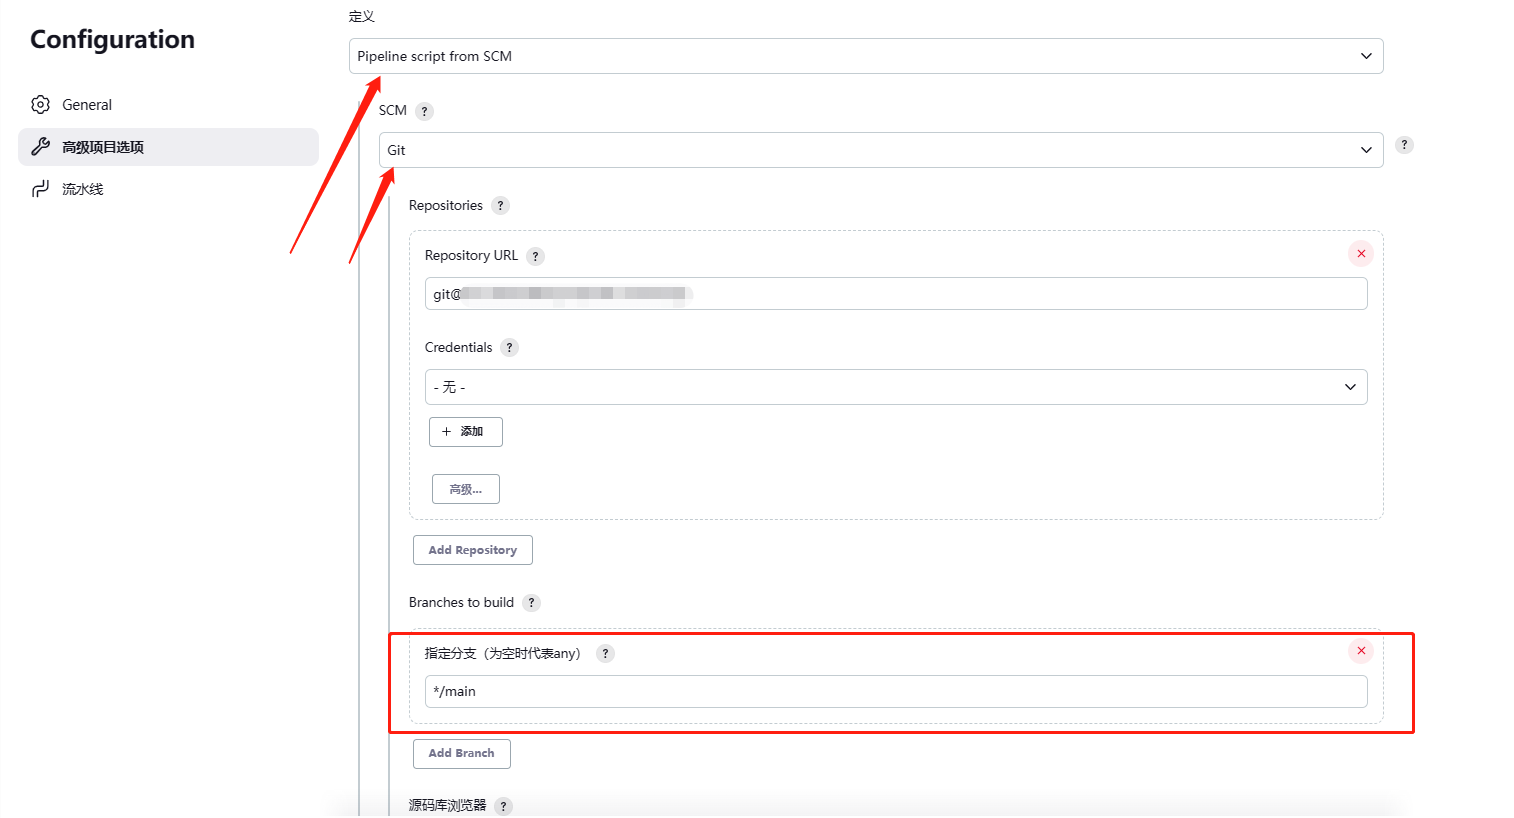 Configuration
General
高级项目选项
流水线
定义
Pipeline script from SCM
SCM ?
Git
?
Repositories ?
Repository URL ?
git@
Credentials ?
- 无 -
+ 添加
高级...
Add Repository
Branches to build ?
指定分支（为空时代表any） ?
*/main
Add Branch
源码库浏览器 ?